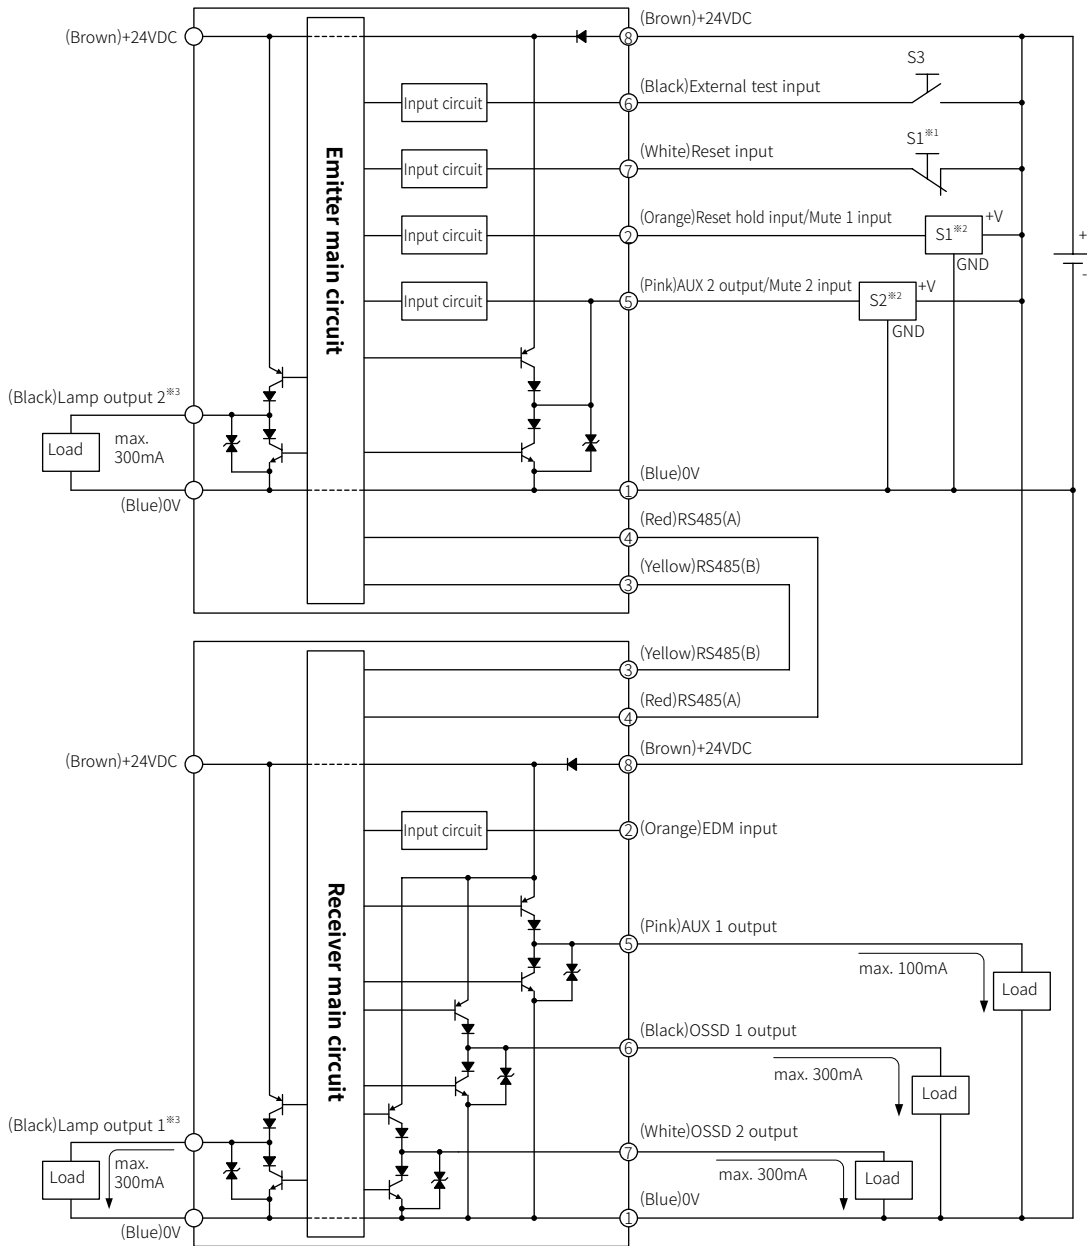 (Brown)+24VDC
(Brown)+24VDC
8
S3
(Black)External test input
Input circuit
6
S1※1
(White)Reset input
Input circuit
7
Emitter main circuit
(Orange)Reset hold input/Mute 1 input
Input circuit
2
S1※2
+V
GND
+
-
(Pink)AUX 2 output/Mute 2 input
Input circuit
5
S2※2
+V
GND
(Black)Lamp output 2※3
Load
max.
300mA
(Blue)0V
(Blue)0V
1
(Red)RS485(A)
4
(Yellow)RS485(B)
3
(Yellow)RS485(B)
3
(Red)RS485(A)
4
(Brown)+24VDC
(Brown)+24VDC
8
Input circuit
2
(Orange)EDM input
Receiver main circuit
(Pink)AUX 1 output
5
max. 100mA
Load
(Black)OSSD 1 output
6
max. 300mA
Load
(Black)Lamp output 1※3
Load
max.
300mA
(White)OSSD 2 output
7
max. 300mA
Load
(Blue)0V
(Blue)0V
1